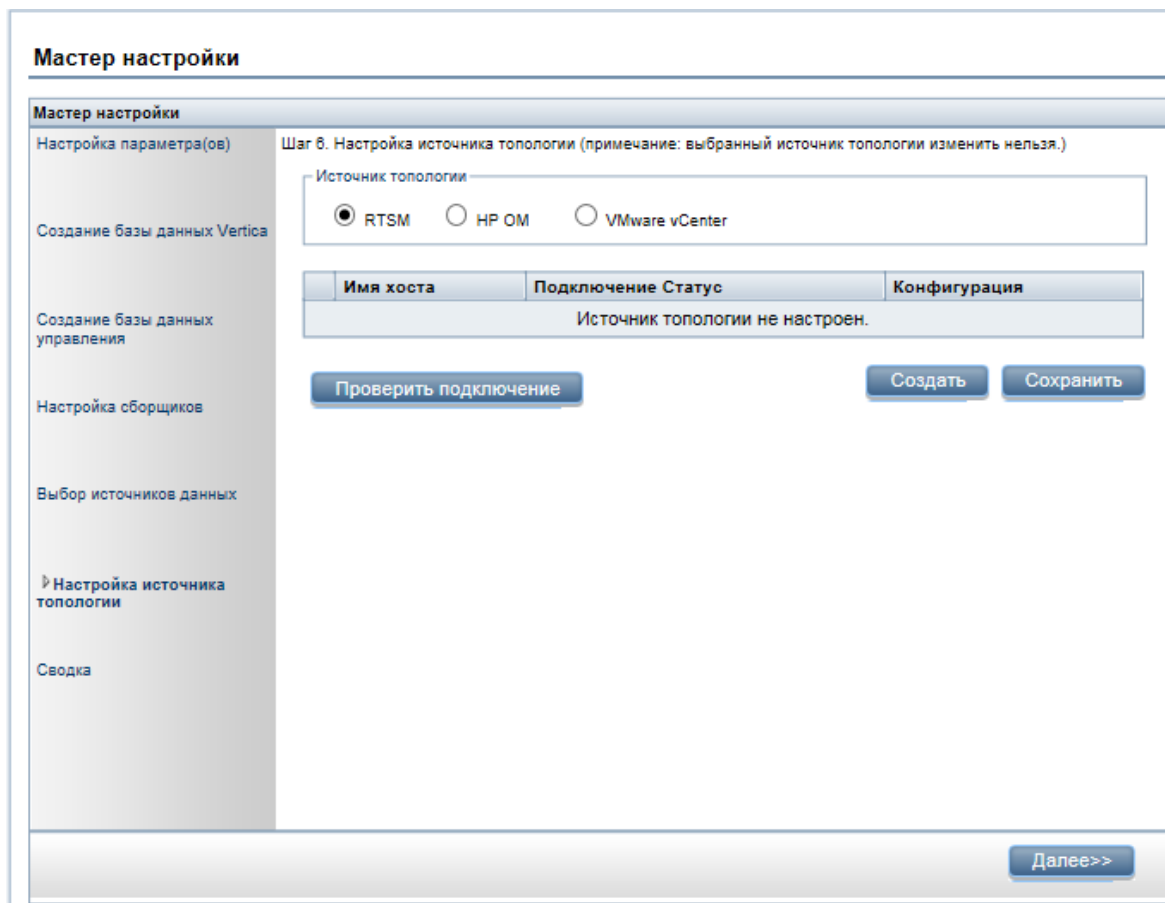 Мастер настройки
Мастер настройки
Настройка параметра(ов)
Создание базы данных Vertica
Создание базы данных
управления
Настройка сборщиков
Выбор источников данных
Настройка источника
топологии
Сводка
Шаг 6. Настройка источника топологии (примечание: выбранный источник топологии изменить нельзя.)
Источник топологии
RTSM HP OM VMware vCenter
Имя хоста Подключение Статус Конфигурация
Источник топологии не настроен.
Проверить подключение Создать Сохранить
Далее>>